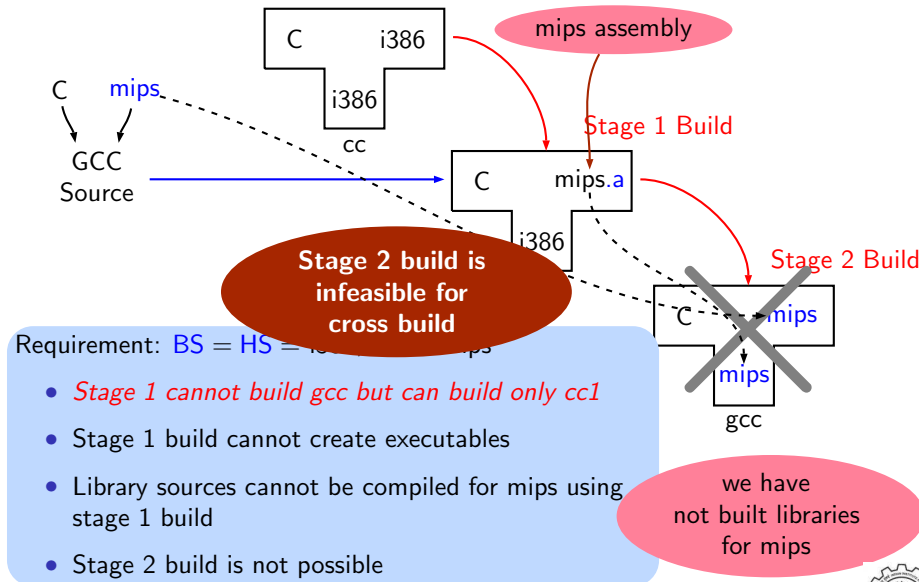 C i386
i386
cc
mips assembly
C mips
GCC
Source
Stage 1 Build
C mips.a
i386
Stage 2 Build
C mips
mips
gcc
Stage 2 build is
infeasible for
cross build
Requirement: BS = HS =
• Stage 1 cannot build gcc but can build only cc1
• Stage 1 build cannot create executables
• Library sources cannot be compiled for mips using
stage 1 build
• Stage 2 build is not possible
we have
not built libraries
for mips